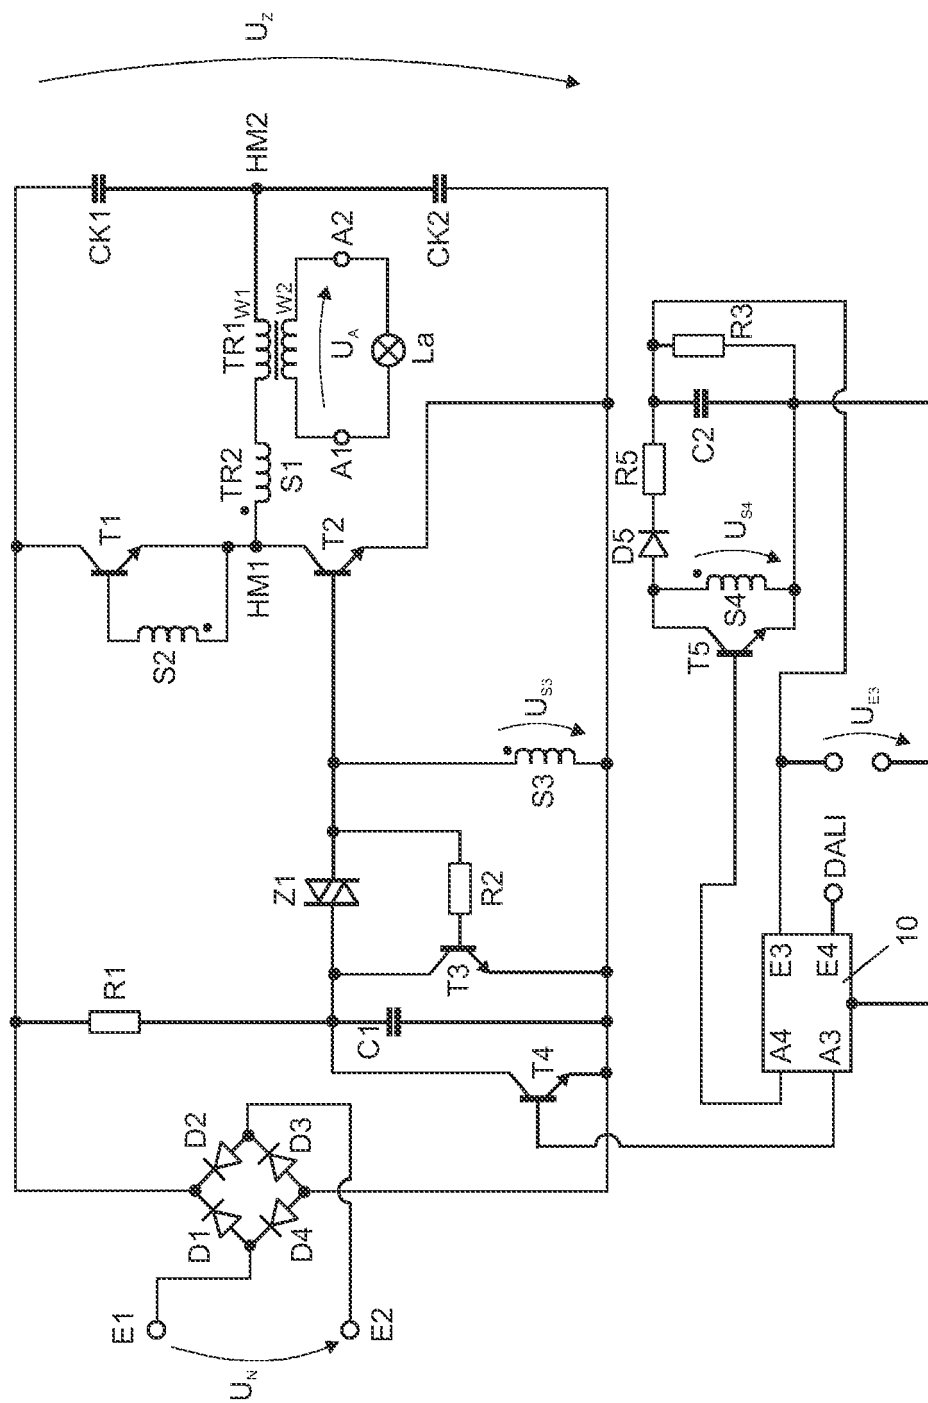 U_Z
CK1
HM2
CK2
TR1
W1
W2
U_A
A2
La
A1
TR2
S1
T1
HM1
T2
S2
R3
C2
R5
D5
U_S4
S4
T5
U_S3
S3
U_E3
Z1
R2
T3
DALI
E3
E4
10
A4
A3
R1
C1
T4
D2
D3
D1
D4
E1
E2
U_N